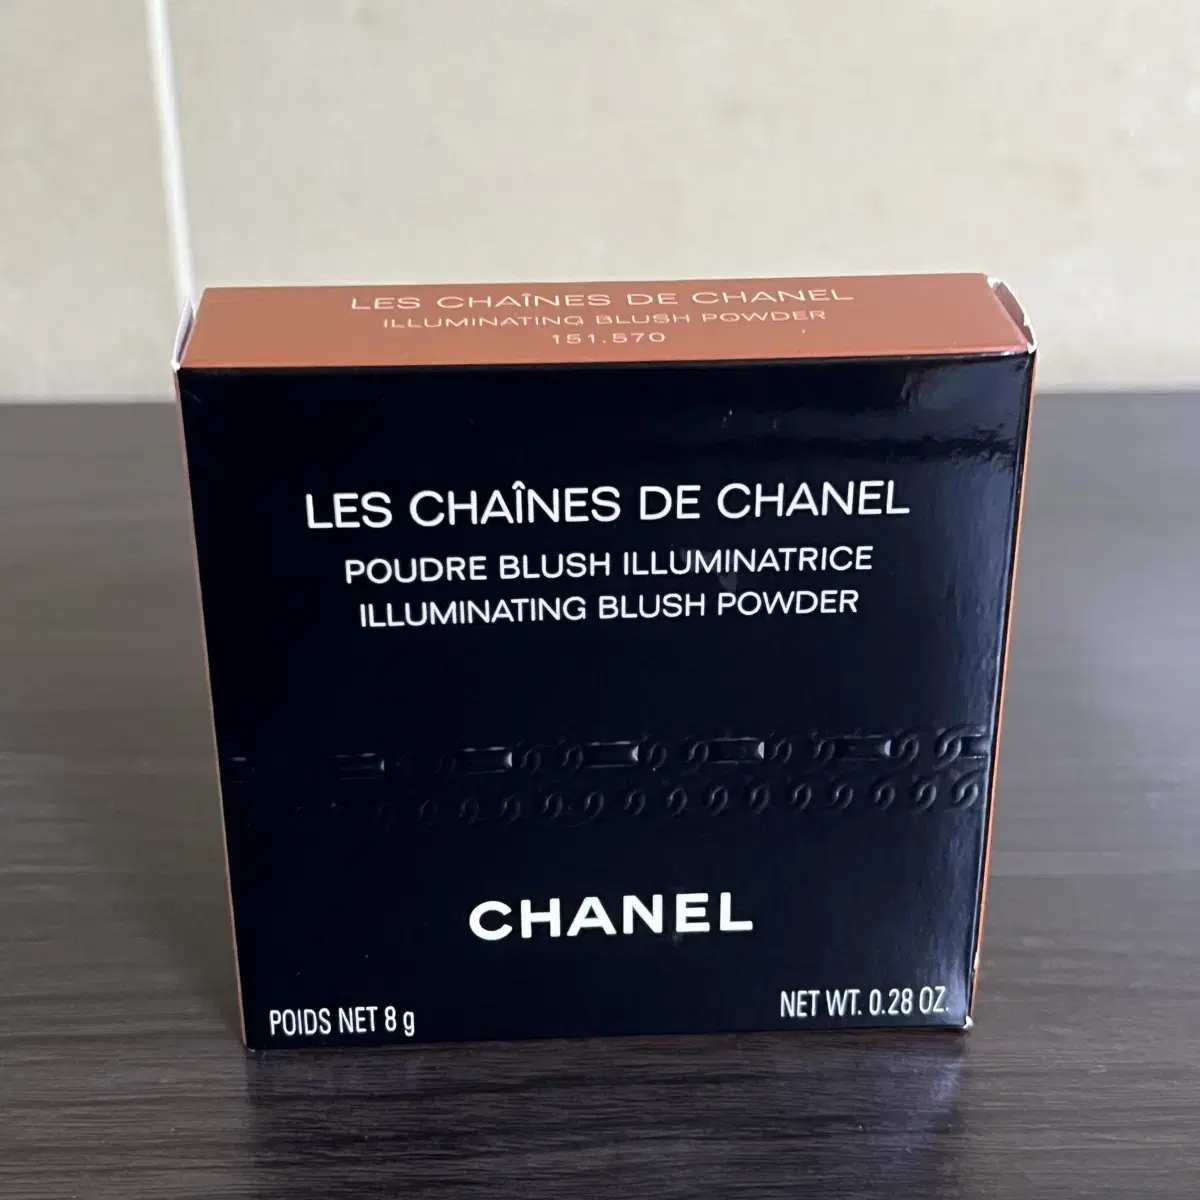 LES CHAÎNES DE CHANEL
ILLUMINATING BLUSH POWDER
151.570
LES CHAÎNES DE CHANEL
POUDRE BLUSH ILLUMINATRICE
ILLUMINATING BLUSH POWDER
CHANEL
POIDS NET 8 g
NET WT. 0.28 OZ.